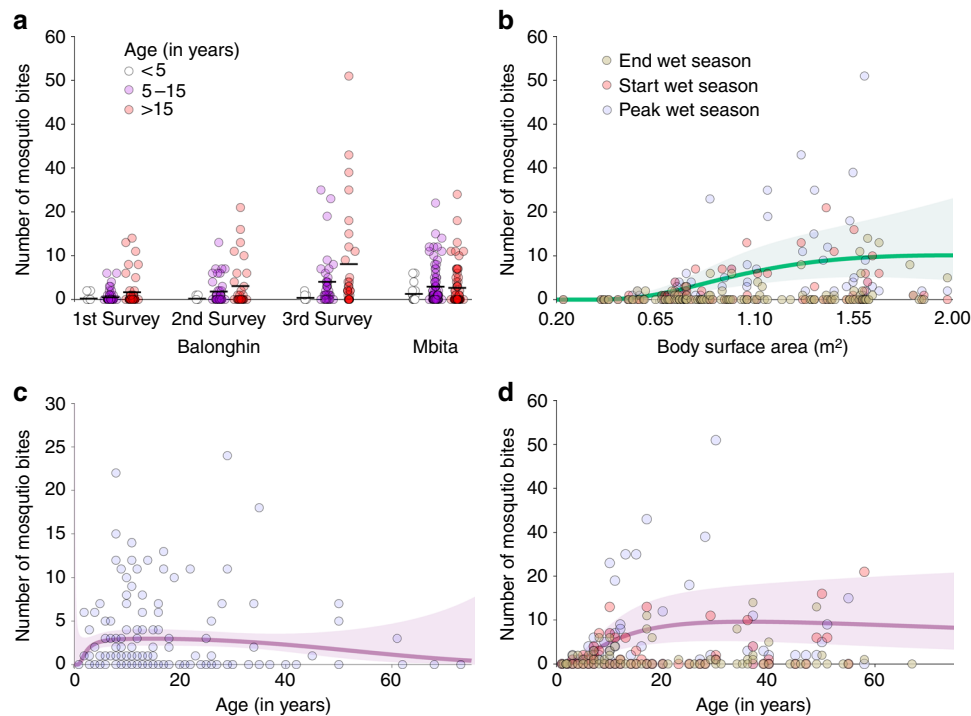 a
Number of mosqutio bites
60
50
40
40
20
10
0
Age (in years)
<5
5–15
>15
1st Survey 2nd Survey 3rd Survey
Balonghin Mbita
b
Number of mosqutio bites
60
50
40
40
20
10
0
End wet season
Start wet season
Peak wet season
0.20 0.65 1.10 1.55 2.00
Body surface area (m²)
c
Number of mosqutio bites
30
25
20
15
10
5
0
0 20 40 60
Age (in years)
d
Number of mosqutio bites
60
50
40
40
20
10
0
0 20 40 60
Age (in years)